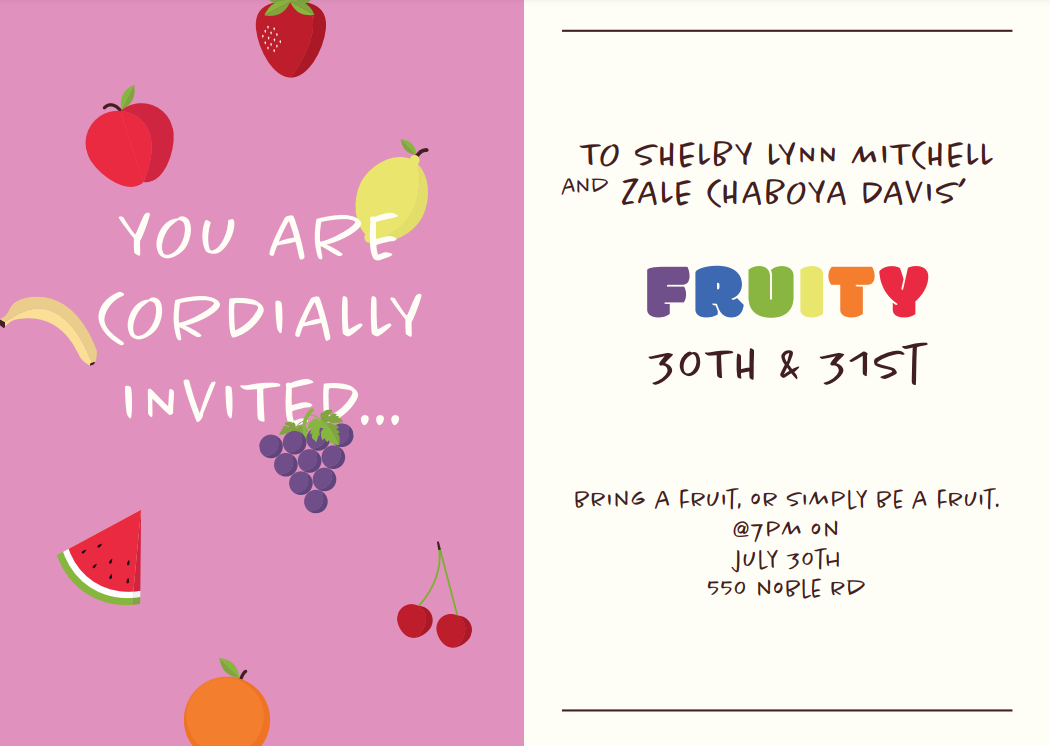 YOU ARE
CORDIALLY
INVITED...
TO SHELBY LYNN MITCHELL
AND ZALE CHABOYA DAVIS'
FRUITY
30TH & 31ST
BRING A FRUIT, OR SIMPLY BE A FRUIT.
@7PM ON
JULY 30TH
550 NOBLE RD